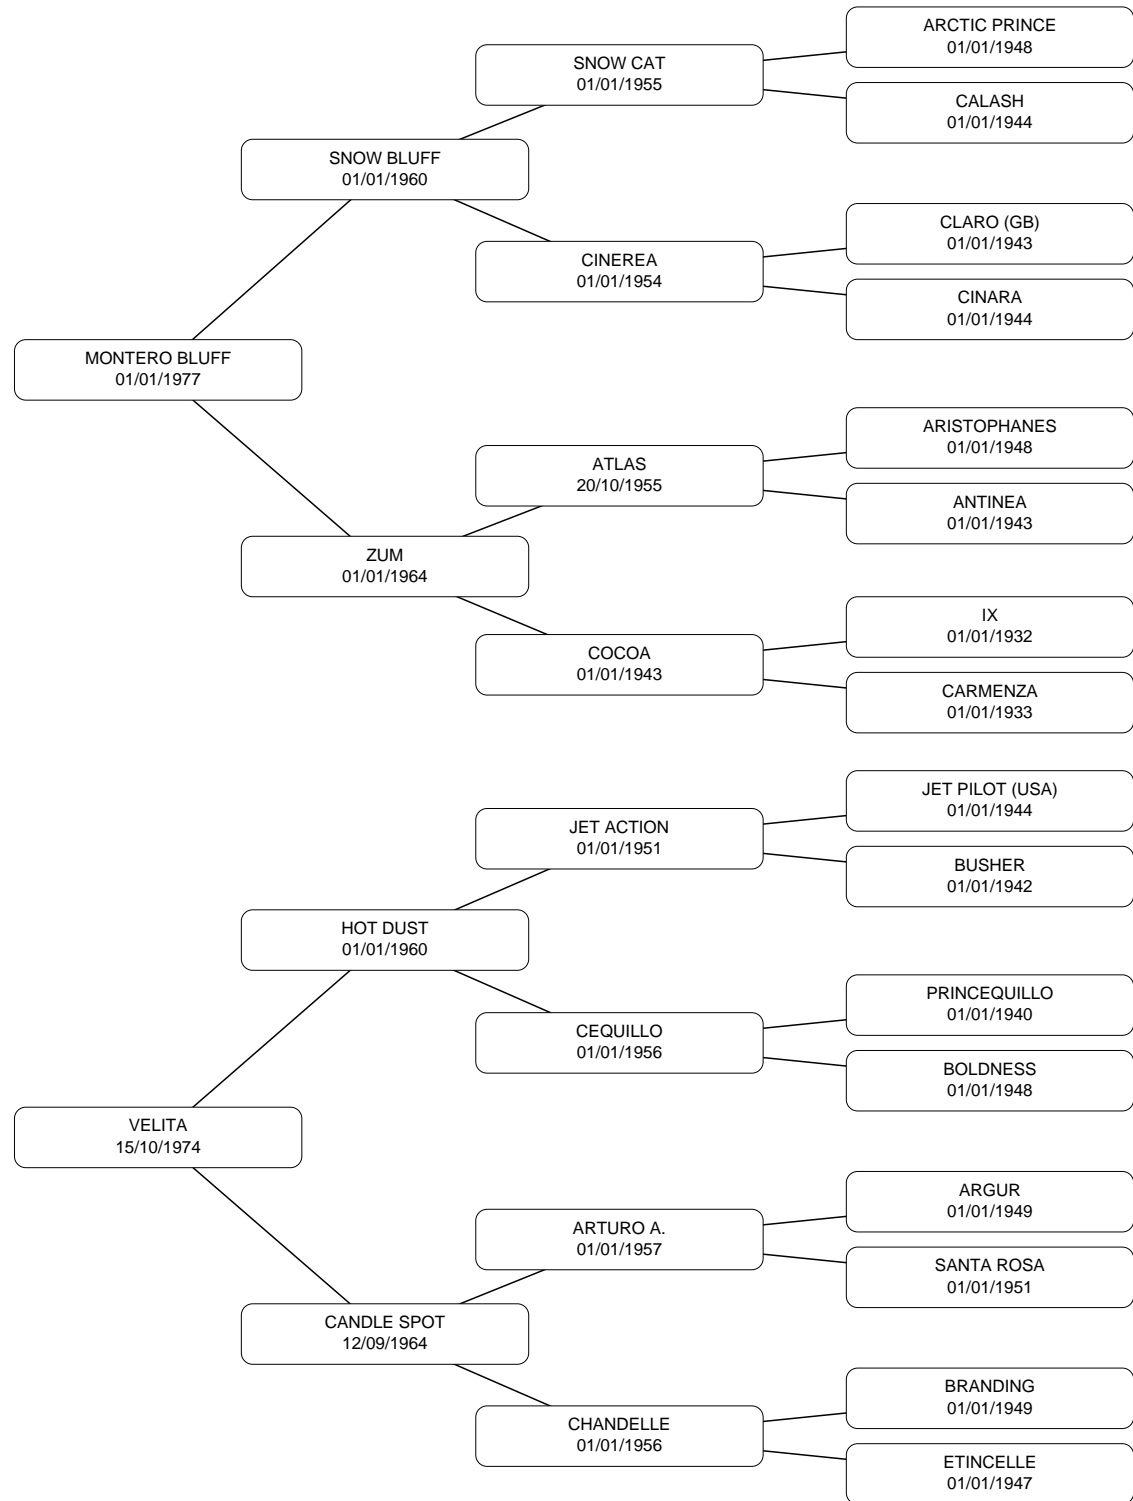 ARCTIC PRINCE
01/01/1948
SNOW CAT
01/01/1955
CALASH
01/01/1944
SNOW BLUFF
01/01/1960
CLARO (GB)
01/01/1943
CINEREA
01/01/1954
CINARA
01/01/1944
MONTERO BLUFF
01/01/1977
ARISTOPHANES
01/01/1948
ATLAS
20/10/1955
ANTINEA
01/01/1943
ZUM
01/01/1964
IX
01/01/1932
COCOA
01/01/1943
CARMENZA
01/01/1933
JET PILOT (USA)
01/01/1944
JET ACTION
01/01/1951
BUSHER
01/01/1942
HOT DUST
01/01/1960
PRINCEQUILLO
01/01/1940
CEQUILLO
01/01/1956
BOLDNESS
01/01/1948
VELITA
15/10/1974
ARGUR
01/01/1949
ARTURO A.
01/01/1957
SANTA ROSA
01/01/1951
CANDLE SPOT
12/09/1964
BRANDING
01/01/1949
CHANDELLE
01/01/1956
ETINCELLE
01/01/1947